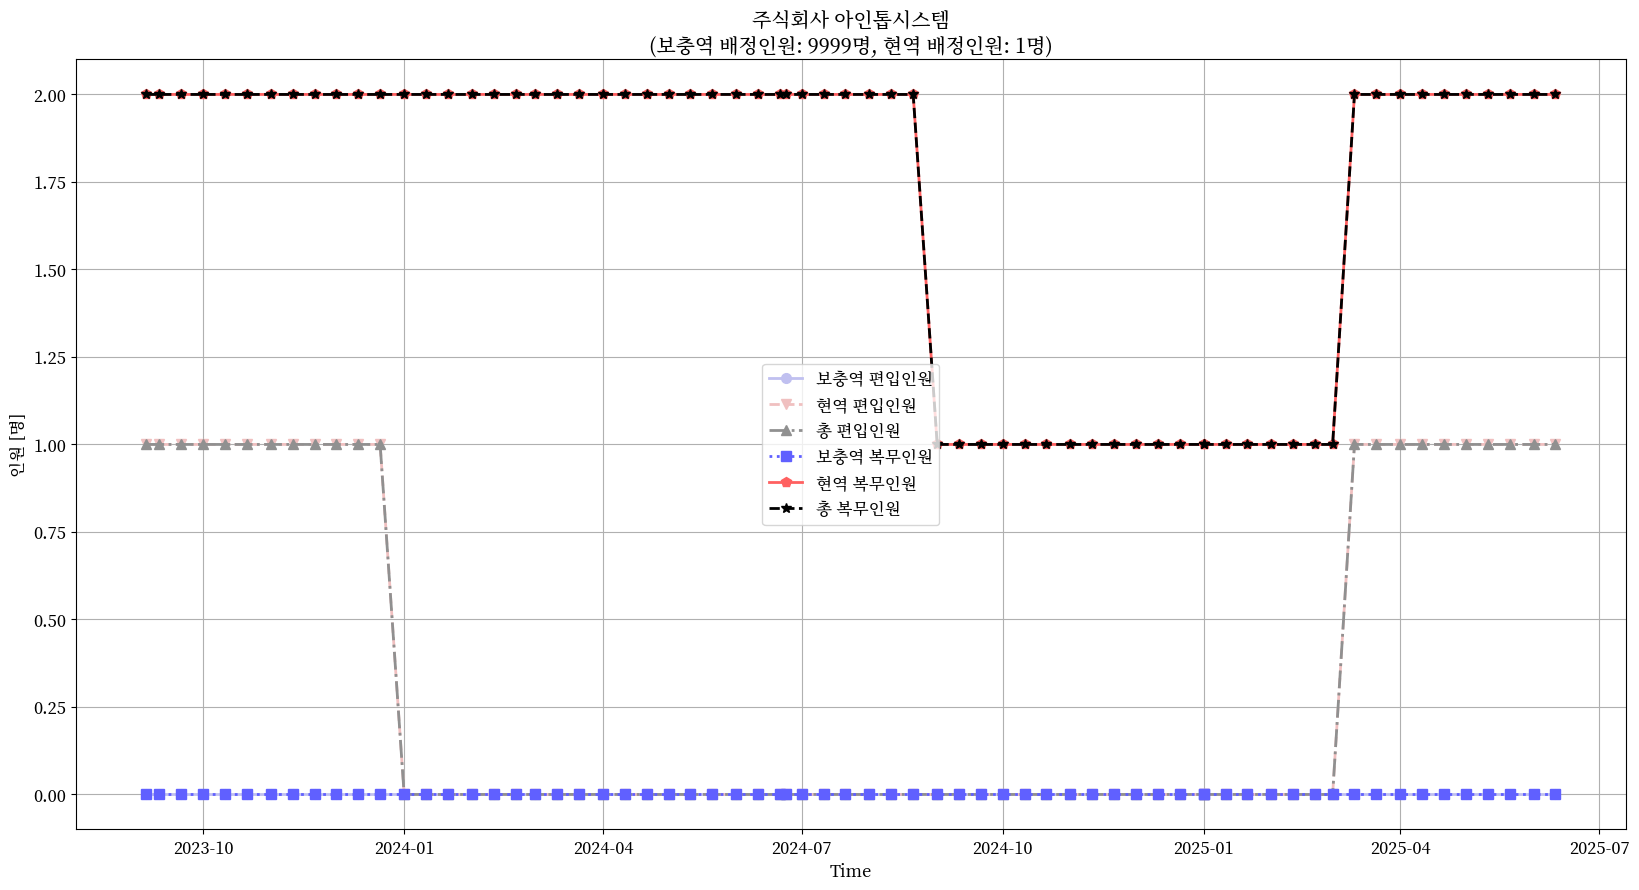 주식회사 아인톱시스템
(보충역 배정인원: 9999명, 현역 배정인원: 1명)
인원 [명]
2.00
1.75
1.50
1.25
1.00
0.75
0.50
0.25
0.00
보충역 편입인원
현역 편입인원
총 편입인원
보충역 복무인원
현역 복무인원
총 복무인원
2023-10
2024-01
2024-04
2024-07
2024-10
2025-01
2025-04
2025-07
Time